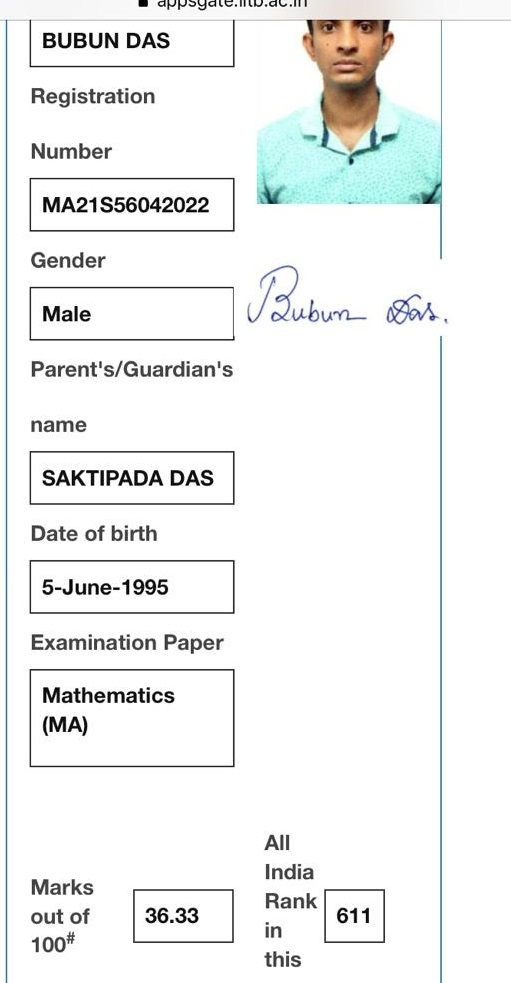 appsgate.iitb.ac.in
BUBUN DAS
Registration
Number
MA21S56042022
Gender
Male
Bubun Das.
Parent's/Guardian's
name
SAKTIPADA DAS
Date of birth
5-June-1995
Examination Paper
Mathematics
(MA)
Marks
out of
100#
36.33
All
India
Rank
in
this
611